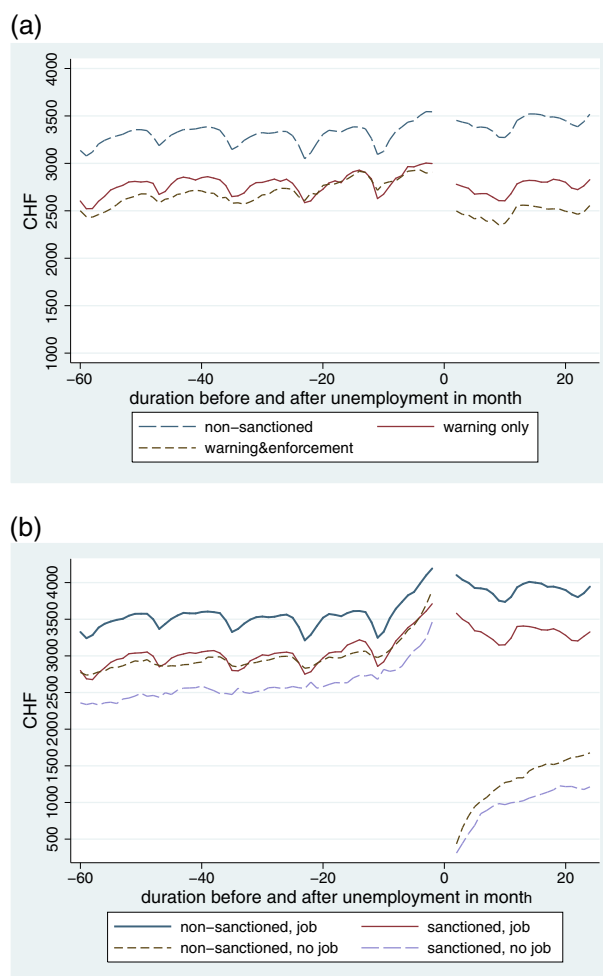 (a)
CHF
4000
3500
3000
2500
2000
1500
1000
−60
−40
−20
0
20
duration before and after unemployment in month
non−sanctioned
warning only
warning&enforcement
(b)
CHF
4000
3500
3000
2500
2000
1500
1000
500
−60
−40
−20
0
20
duration before and after unemployment in month
non−sanctioned, job
sanctioned, job
non−sanctioned, no job
sanctioned, no job